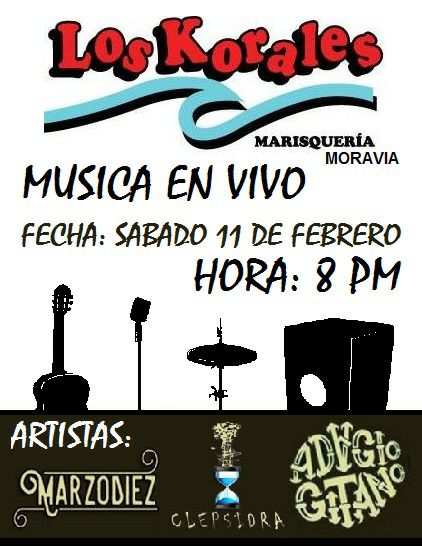 Los Korales
MARISQUERÍA
MORAVIA
MUSICA EN VIVO
FECHA: SABADO 11 DE FEBRERO
HORA: 8 PM
ARTISTAS:
MARZODIEZ
CLEPSIDRA
ADAGIO
GITANO